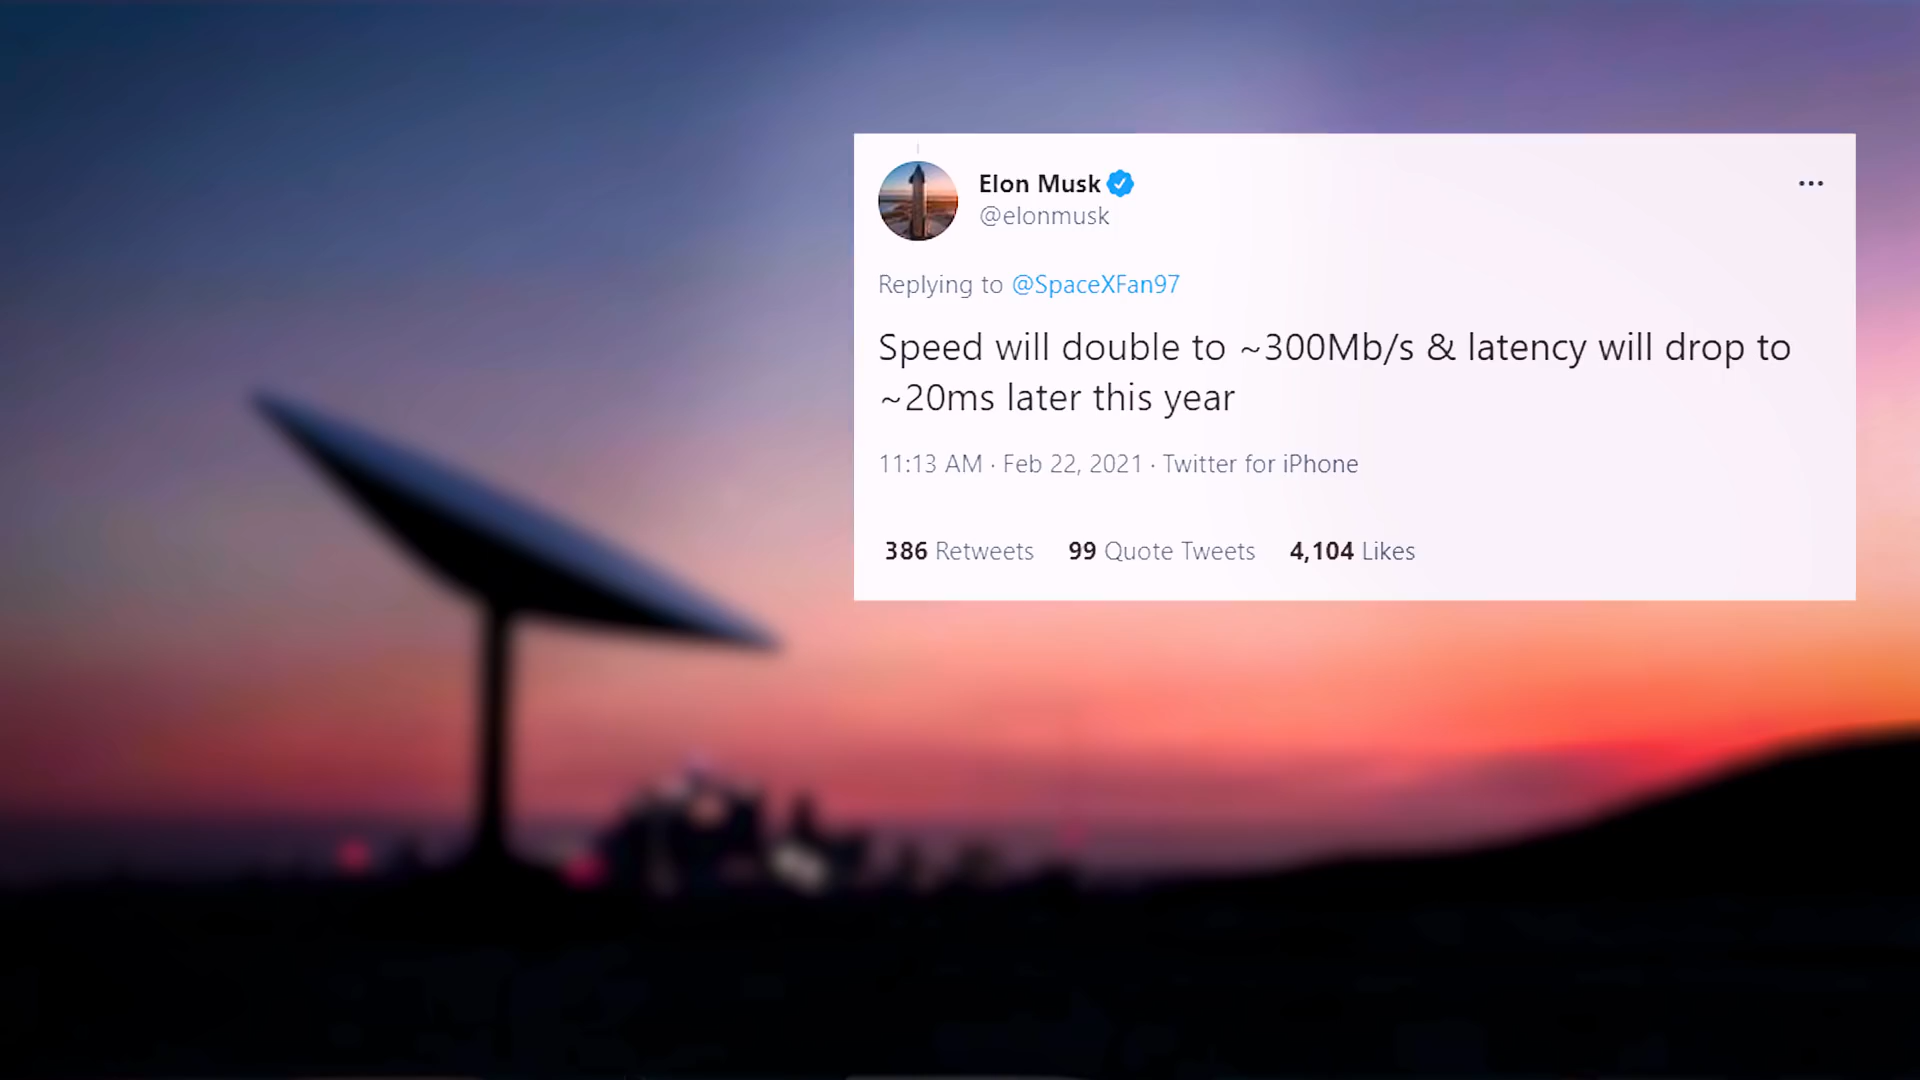 Elon Musk
@elonmusk
Replying to @SpaceXFan97
Speed will double to ~300Mb/s & latency will drop to
~20ms later this year
11:13 AM · Feb 22, 2021 · Twitter for iPhone
386 Retweets 99 Quote Tweets 4,104 Likes